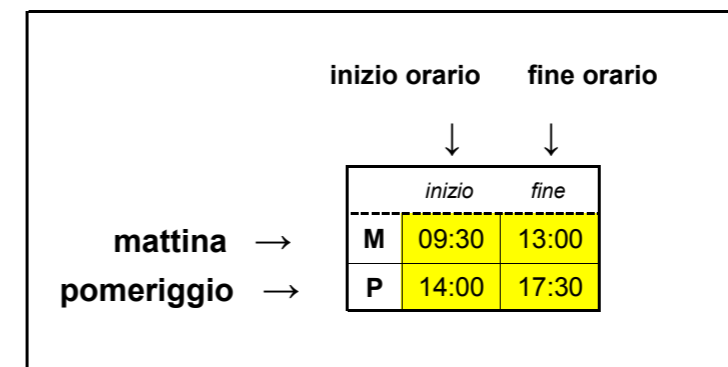 inizio orario fine orario
↓ ↓
inizio fine
mattina → M 09:30 13:00
pomeriggio → P 14:00 17:30